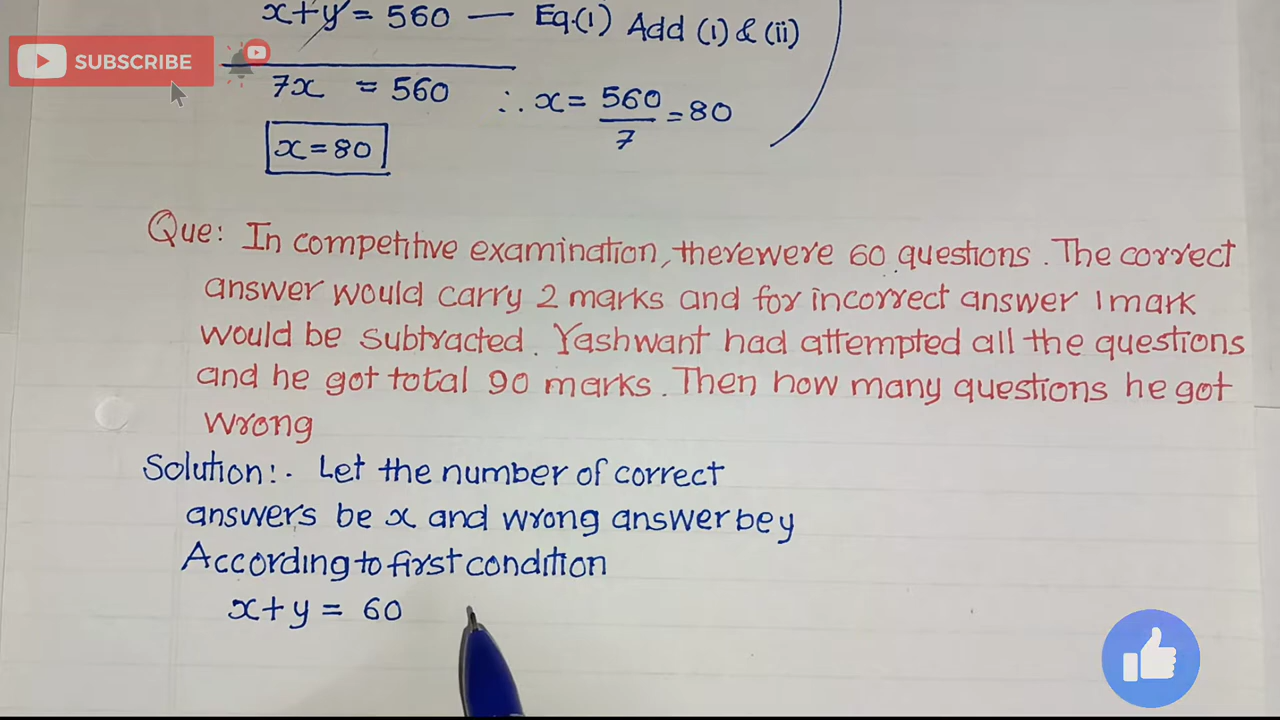 x+y = 560 — Eq.(1) Add (1) & (ii)
SUBSCRIBE
7x = 560 ∴ x = 560/7 = 80
x = 80
Que: In competitive examination, therewere 60 questions. The correct
answer would carry 2 marks and for incorrect answer 1 mark
would be subtracted. Yashwant had attempted all the questions
and he got total 90 marks. Then how many questions he got
wrong
Solution:. Let the number of correct
answers be x and wrong answer be y
According to first condition
x+y = 60